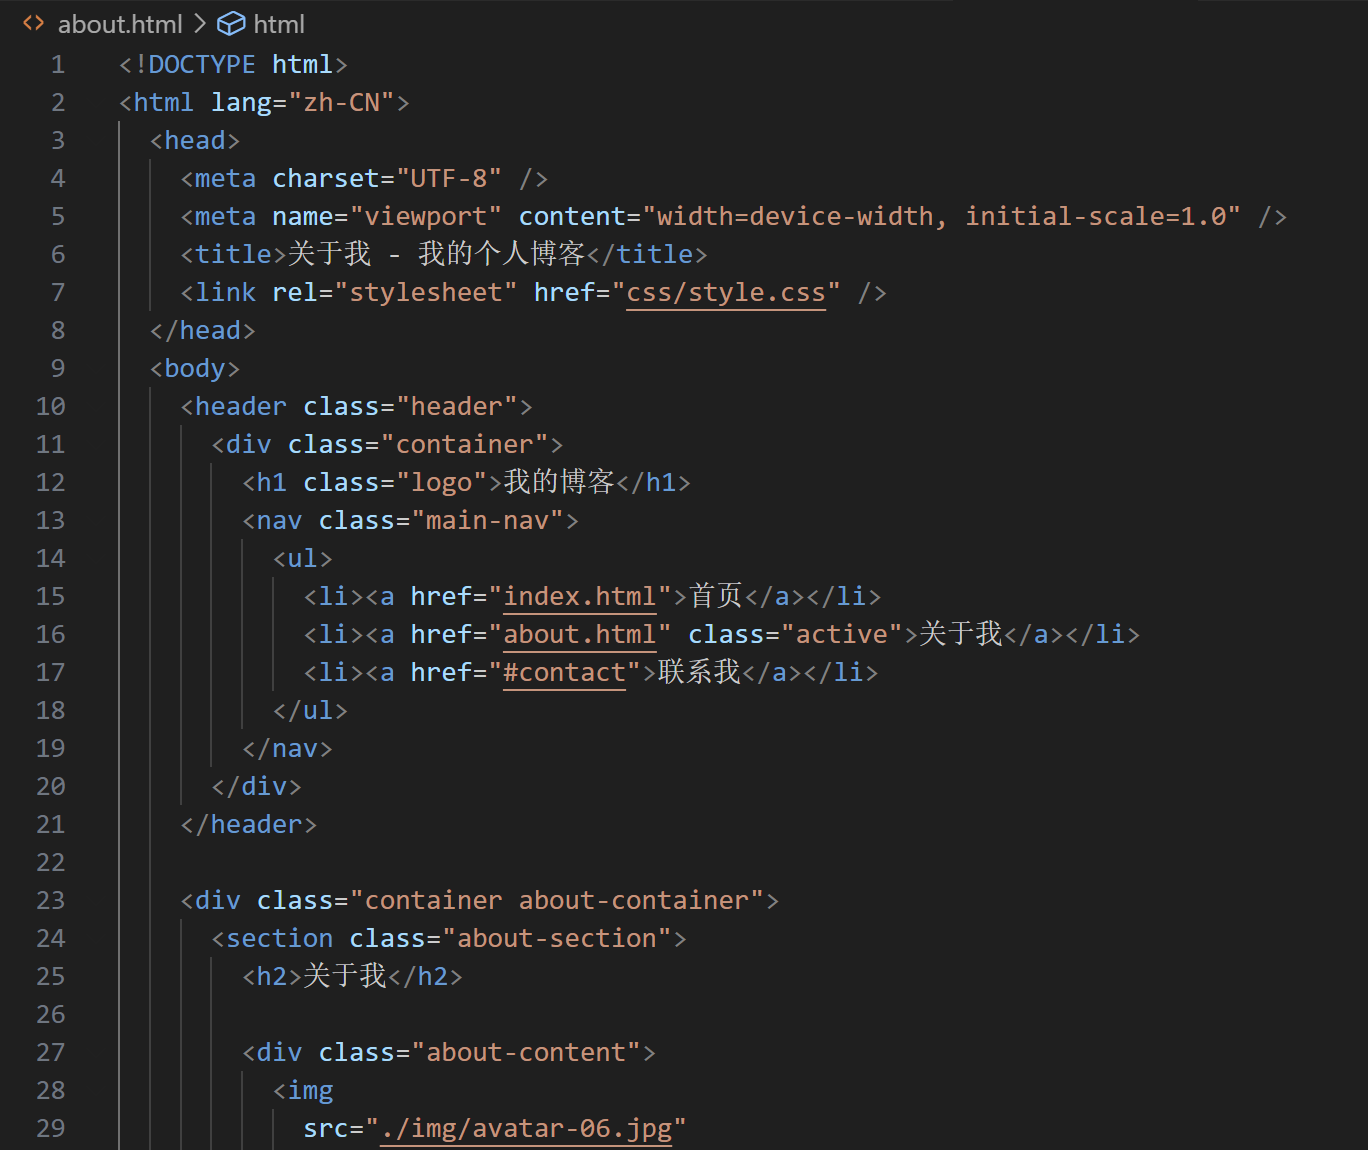 about.html > html
1 <!DOCTYPE html>
2 <html lang="zh-CN">
3   <head>
4     <meta charset="UTF-8" />
5     <meta name="viewport" content="width=device-width, initial-scale=1.0" />
6     <title>关于我 - 我的个人博客</title>
7     <link rel="stylesheet" href="css/style.css" />
8   </head>
9   <body>
10     <header class="header">
11       <div class="container">
12         <h1 class="logo">我的博客</h1>
13         <nav class="main-nav">
14           <ul>
15             <li><a href="index.html">首页</a></li>
16             <li><a href="about.html" class="active">关于我</a></li>
17             <li><a href="#contact">联系我</a></li>
18           </ul>
19         </nav>
20       </div>
21     </header>
22
23     <div class="container about-container">
24       <section class="about-section">
25         <h2>关于我</h2>
26
27         <div class="about-content">
28           <img
29             src="./img/avatar-06.jpg"